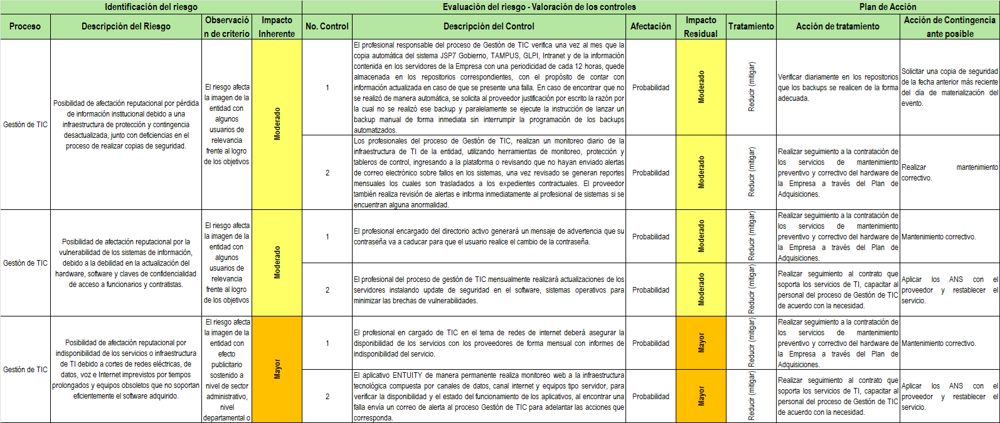 Identificación del riesgo
Evaluación del riesgo - Valoración de los controles
Plan de Acción
Proceso
Descripción del Riesgo
Observació
n de criterio
Impacto
Inherente
No. Control
Descripción del Control
Afectación
Impacto
Residual
Tratamiento
Acción de tratamiento
Acción de Contingencia
ante posible
Gestión de TIC
Posibilidad de afectación reputacional por pérdida
de información institucional debido a una
infraestructura de protección y contingencia
desactualizada, junto con deficiencias en el
proceso de realizar copias de seguridad.
El riesgo afecta
la imagen de la
entidad con
algunos
usuarios de
relevancia
frente al logro
de los objetivos
Moderado
1
El profesional responsable del proceso de Gestión de TIC verifica una vez al mes que la
copia automática del sistema JSP7 Gobierno, TAMPUS, GLPI, Intranet y de la información
contenida en los servidores de la Empresa con una periodicidad de cada 12 horas, quede
almacenada en los repositorios correspondientes, con el propósito de contar con
información actualizada en caso de que se presente una falla. En caso de encontrar que no
se realizó de manera automática, se solicita al proveedor justificación por escrito la razón por
la cual no se realizó ese backup y paralelamente se ejecute la instrucción de lanzar un
backup manual de forma inmediata sin interrumpir la programación de los backups
automatizados.
Probabilidad
Moderado
Reducir (mitigar)
Verificar diariamente en los repositorios
que los backups se realicen de la forma
adecuada.
Solicitar una copia de seguridad
de la fecha anterior más reciente
del día de materialización del
evento.
2
Los profesionales del proceso de Gestión de TIC, realizan un monitoreo diario de la
infraestructura de TI de la entidad, utilizando herramientas de monitoreo, protección y
tableros de control, ingresando a la plataforma o revisando que no hayan enviado alertas
de correo electrónico sobre fallos en los sistemas, una vez revisado se generan reportes
mensuales los cuales son trasladados a los expedientes contractuales. El proveedor
también realiza revisión de alertas e informa inmediatamente al profesional de sistemas si se
encuentran alguna anormalidad.
Probabilidad
Moderado
Reducir (mitigar)
Realizar seguimiento a la contratación de
los servicios de mantenimiento
preventivo y correctivo del hardware de
la Empresa a través del Plan de
Adquisiciones.
Realizar mantenimiento
correctivo.
Gestión de TIC
Posibilidad de afectación reputacional por la
vulnerabilidad de los sistemas de información,
debido a la debilidad en la actualización del
hardware, software y claves de confidencialidad
de acceso a funcionarios y contratistas.
El riesgo afecta
la imagen de la
entidad con
algunos
usuarios de
relevancia
frente al logro
de los objetivos
Moderado
1
El profesional encargado del directorio activo generará un mensaje de advertencia que su
contraseña va a caducar para que el usuario realice el cambio de la contraseña.
Probabilidad
Moderado
Reducir (mitigar)
Realizar seguimiento a la contratación de
los servicios de mantenimiento
preventivo y correctivo del hardware de
la Empresa a través del Plan de
Adquisiciones.
Mantenimiento correctivo.
2
El profesional del proceso de gestión de TIC mensualmente realizará actualizaciones de los
servidores instalando update de seguridad en el software, sistemas operativos para
minimizar las brechas de vulnerabilidades.
Probabilidad
Moderado
Reducir (mitigar)
Realizar seguimiento al contrato que
soporta los servicios de TI, capacitar al
personal del proceso de Gestión de TIC
de acuerdo con la necesidad.
Aplicar los ANS con el
proveedor y restablecer el
servicio.
Gestión de TIC
Posibilidad de afectación reputacional por
indisponibilidad de los servicios o infraestructura
de TI debido a cortes de redes eléctricas, de
datos, voz e Internet imprevistos por tiempos
prolongados y equipos obsoletos que no soportan
eficientemente el software adquirido.
El riesgo afecta
la imagen de la
entidad con
efecto
publicitario
sostenido a
nivel de sector
administrativo,
nivel
departamental o
Mayor
1
El profesional en cargado de TIC en el tema de redes de internet deberá asegurar la
disponibilidad de los servicios con los proveedores de forma mensual con informes de
indisponibilidad del servicio.
Probabilidad
Mayor
Reducir (mitigar)
Realizar seguimiento a la contratación de
los servicios de mantenimiento
preventivo y correctivo del hardware de
la Empresa a través del Plan de
Adquisiciones.
Mantenimiento correctivo.
2
El aplicativo ENTUITY de manera permanente realiza monitoreo web a la infraestructura
tecnológica compuesta por canales de datos, canal internet y equipos tipo servidor, para
verificar la disponibilidad y el estado del funcionamiento de los aplicativos, al encontrar una
falla envía un correo de alerta al proceso Gestión de TIC para adelantar las acciones que
corresponda.
Probabilidad
Mayor
Reducir (mitigar)
Realizar seguimiento al contrato que
soporta los servicios de TI, capacitar al
personal del proceso de Gestión de TIC
de acuerdo con la necesidad.
Aplicar los ANS con el
proveedor y restablecer el
servicio.